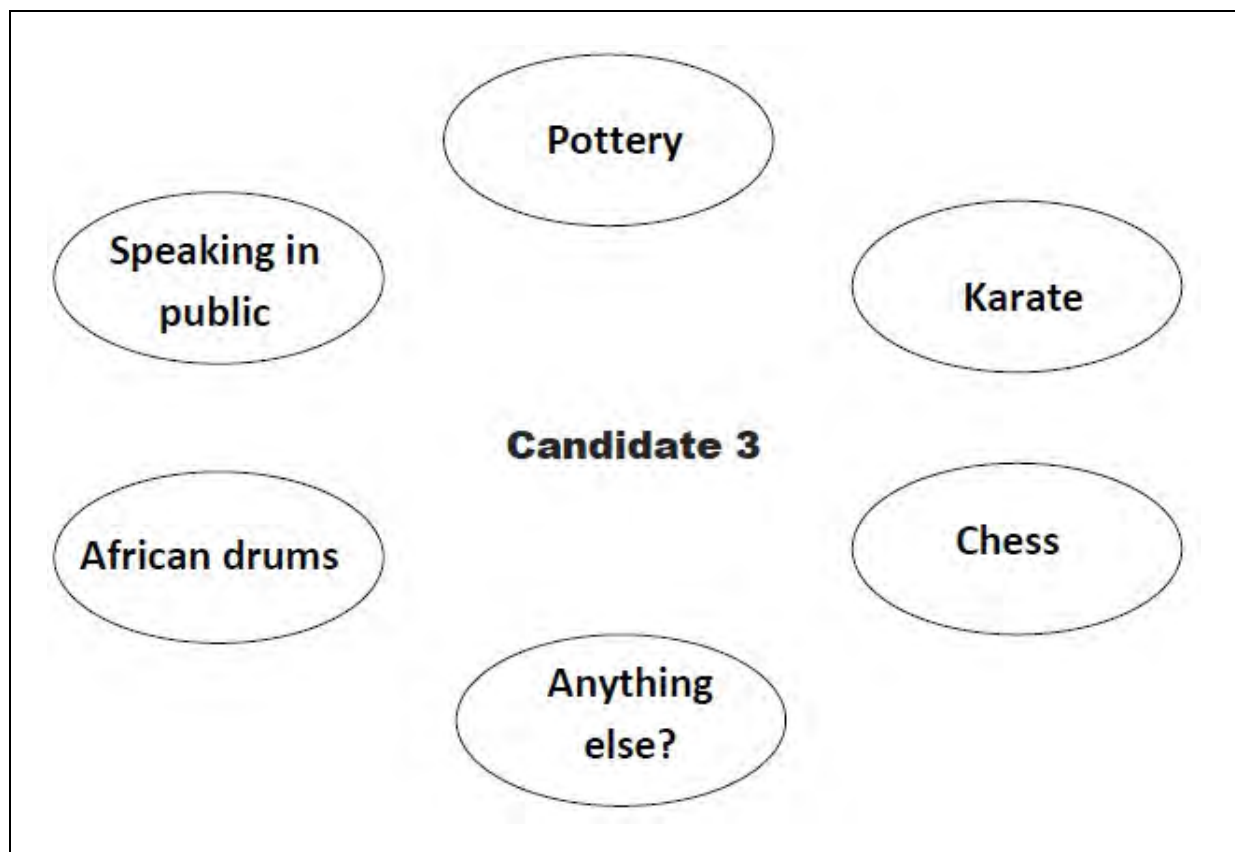 Pottery
Speaking in
public
Karate
Candidate 3
African drums
Chess
Anything
else?